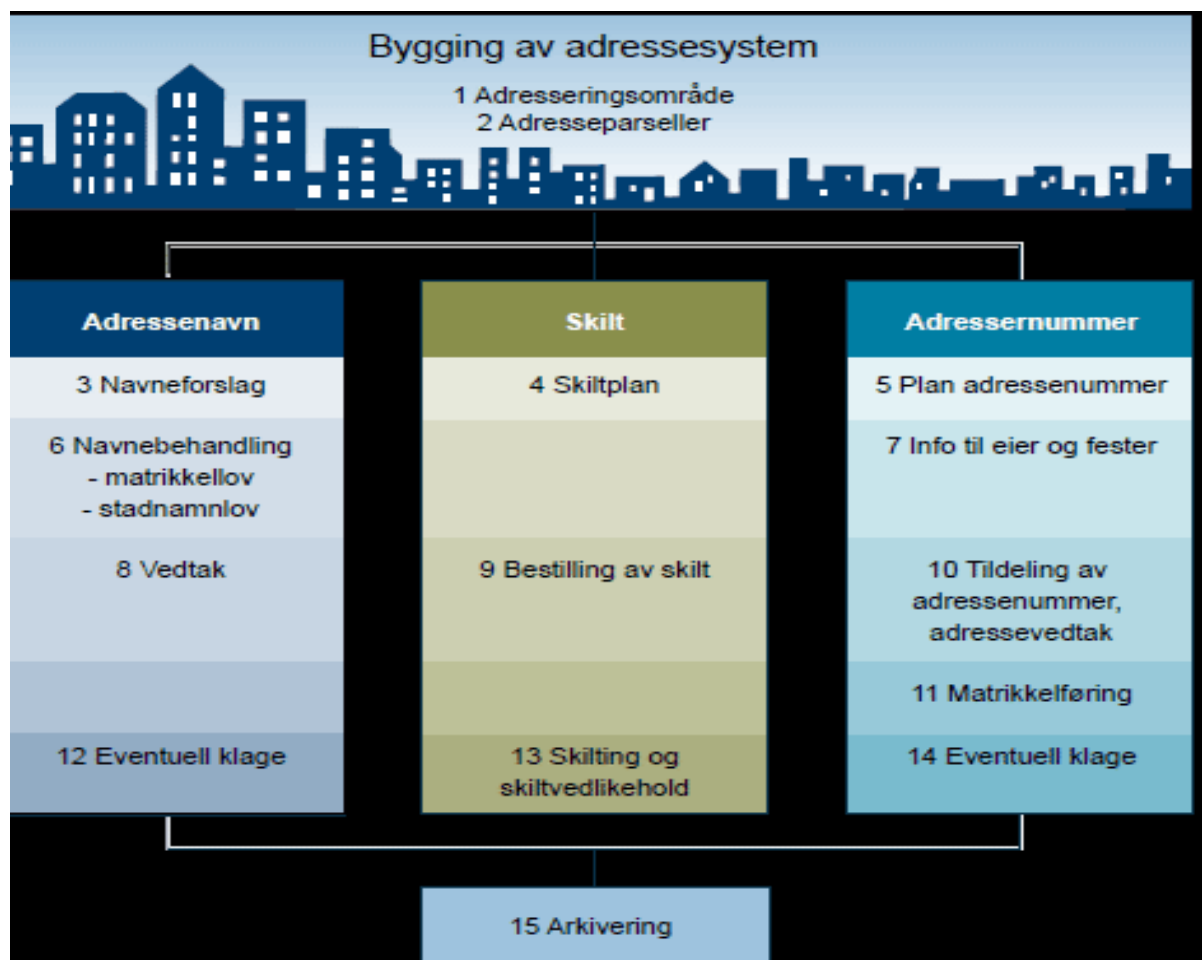 Bygging av adressesystem
1 Adresseringsområde
2 Adresseparseller
Adressenavn
3 Navneforslag
6 Navnebehandling
- matrikkellov
- stadnamnlov
8 Vedtak
12 Eventuell klage
Skilt
4 Skiltplan
9 Bestilling av skilt
13 Skilting og
skiltvedlikehold
Adressernummer
5 Plan adressenummer
7 Info til eier og fester
10 Tildeling av
adressenummer,
adressevedtak
11 Matrikkelføring
14 Eventuell klage
15 Arkivering